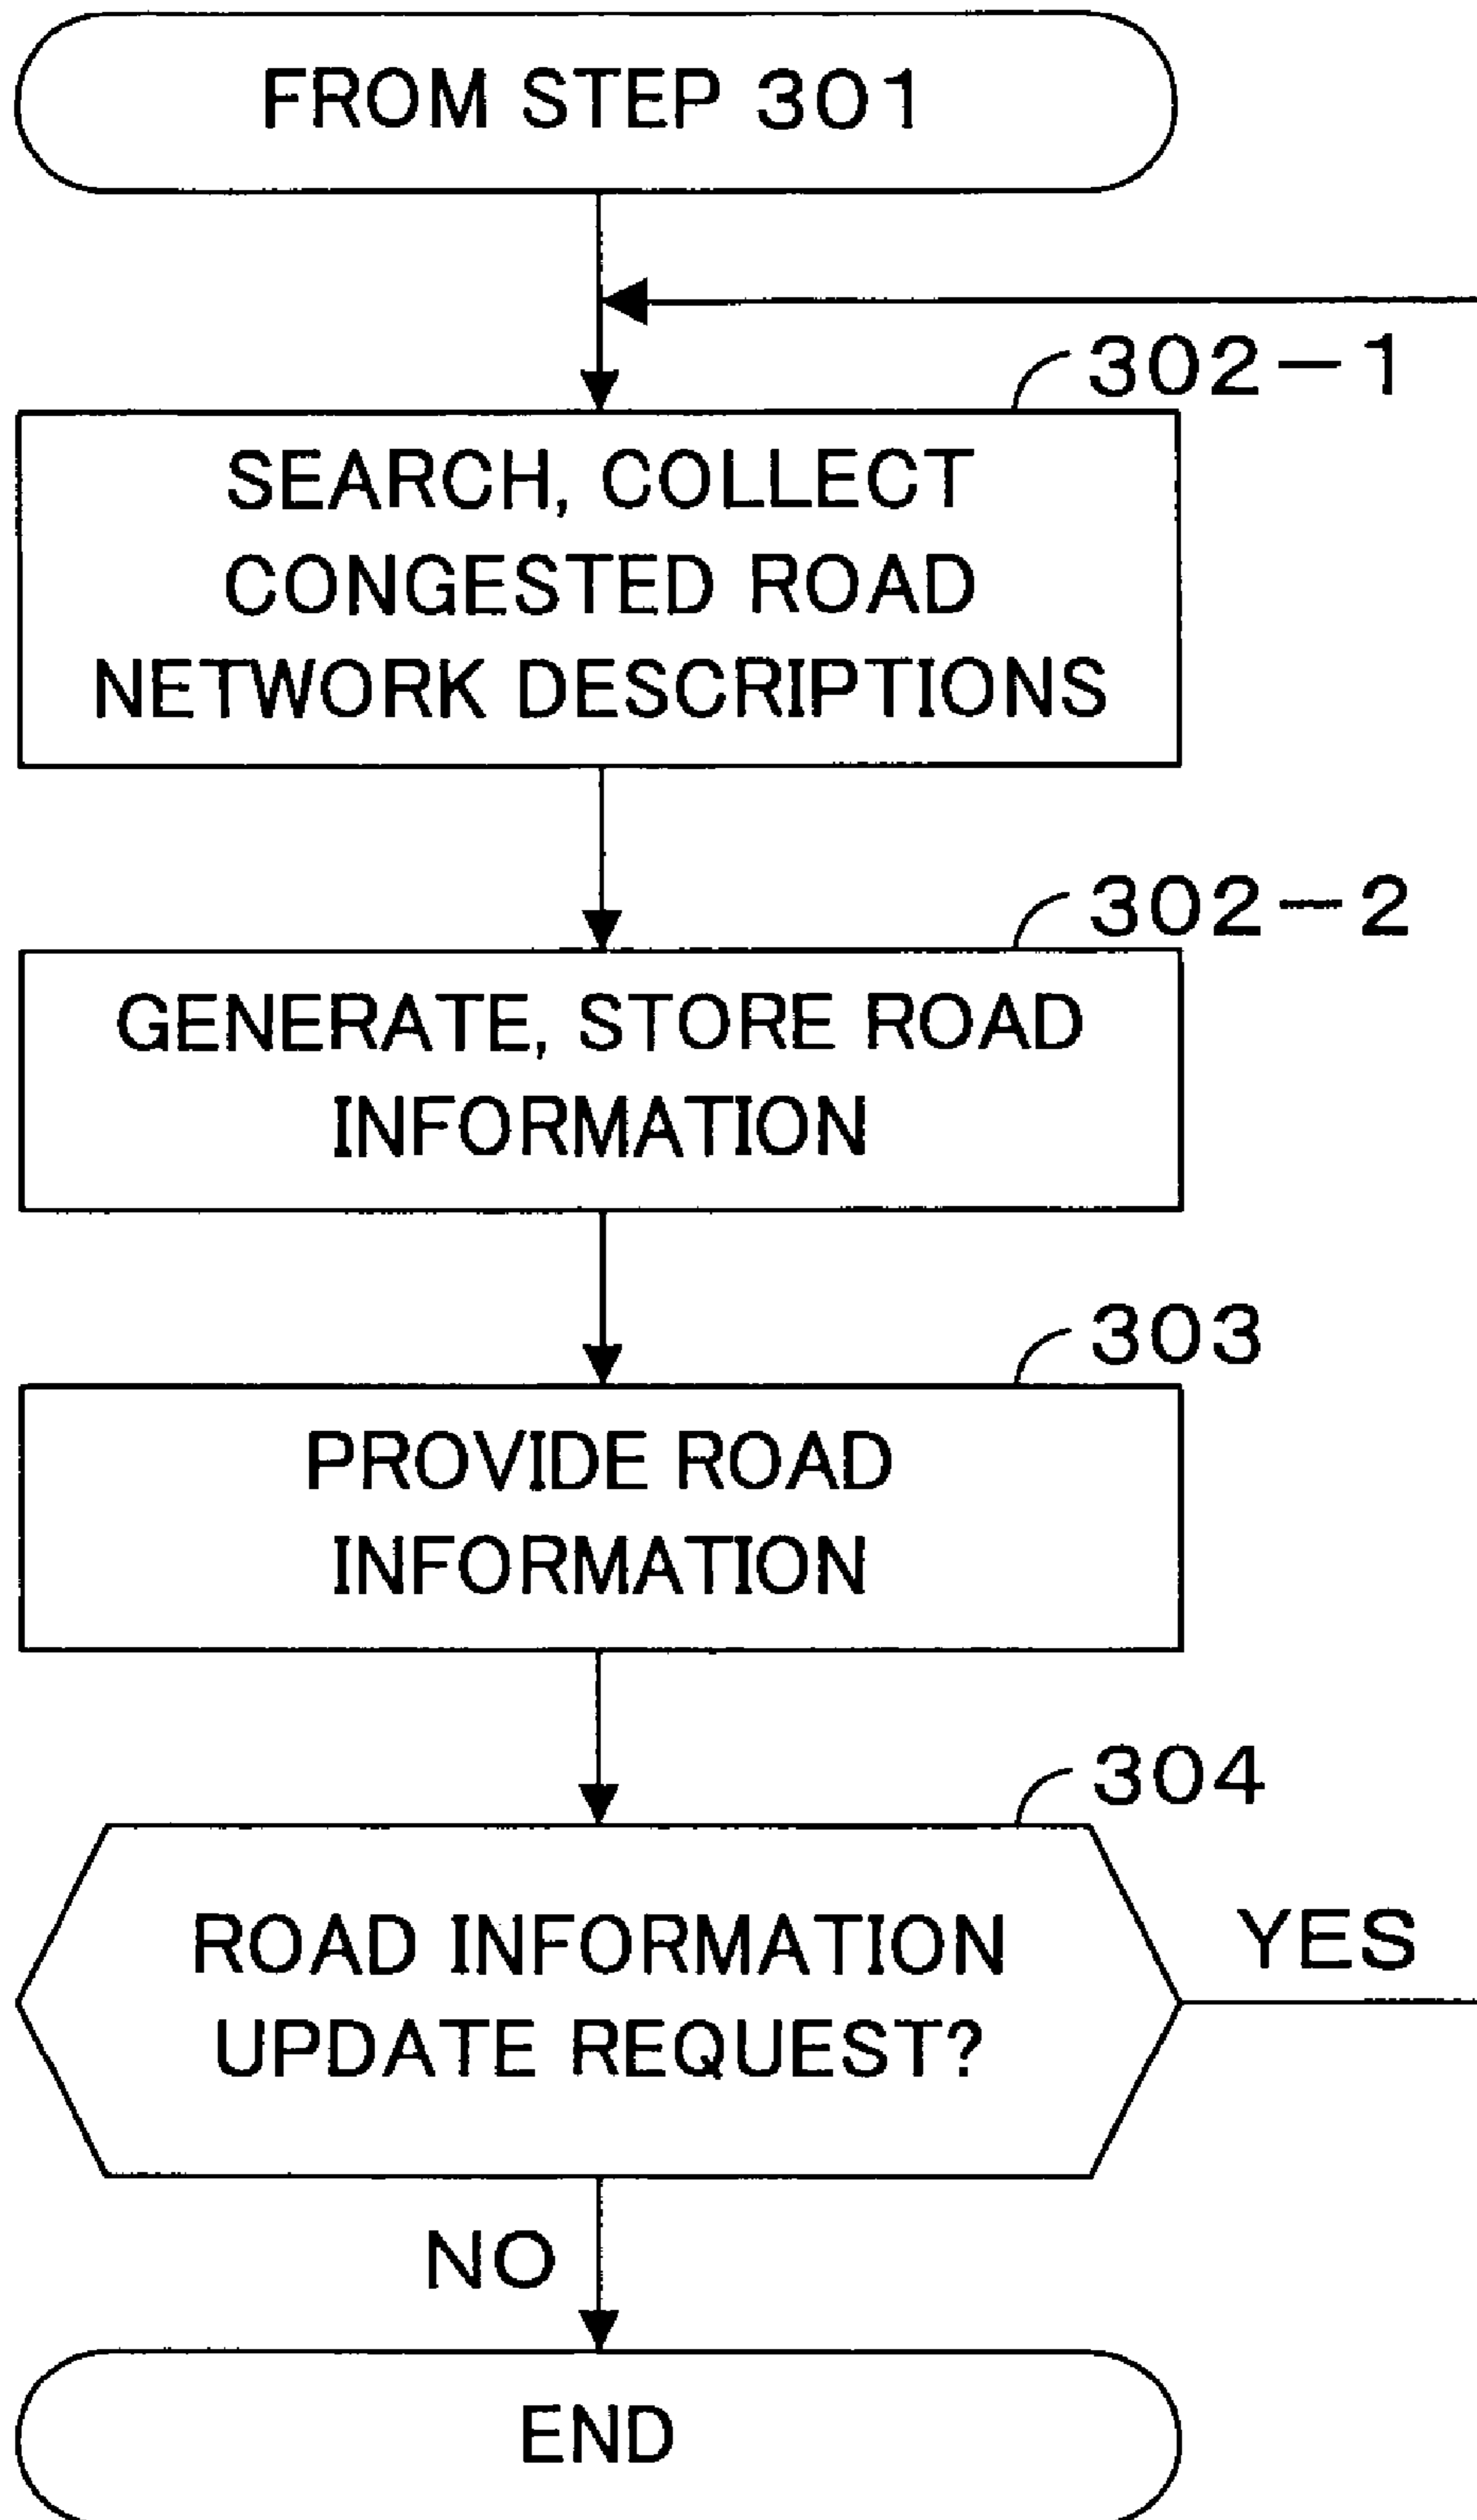 FROM STEP 301
302-1
SEARCH, COLLECT
CONGESTED ROAD
NETWORK DESCRIPTIONS
302-2
GENERATE, STORE ROAD
INFORMATION
303
PROVIDE ROAD
INFORMATION
304
ROAD INFORMATION
UPDATE REQUEST?
YES
NO
END